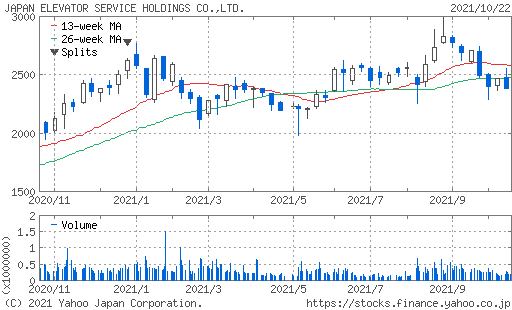 JAPAN ELEVATOR SERVICE HOLDINGS CO.,LTD. 2021/10/22
3000
13-week MA
26-week MA
Splits
2500
2000
1500
2020/11 2021/1 2021/3 2021/5 2021/7 2021/9
2
Volume
1.5
1
0.5
0
(x1000000)
2020/11 2021/1 2021/3 2021/5 2021/7 2021/9
(C) 2021 Yahoo Japan Corporation. https://stocks.finance.yahoo.co.jp/